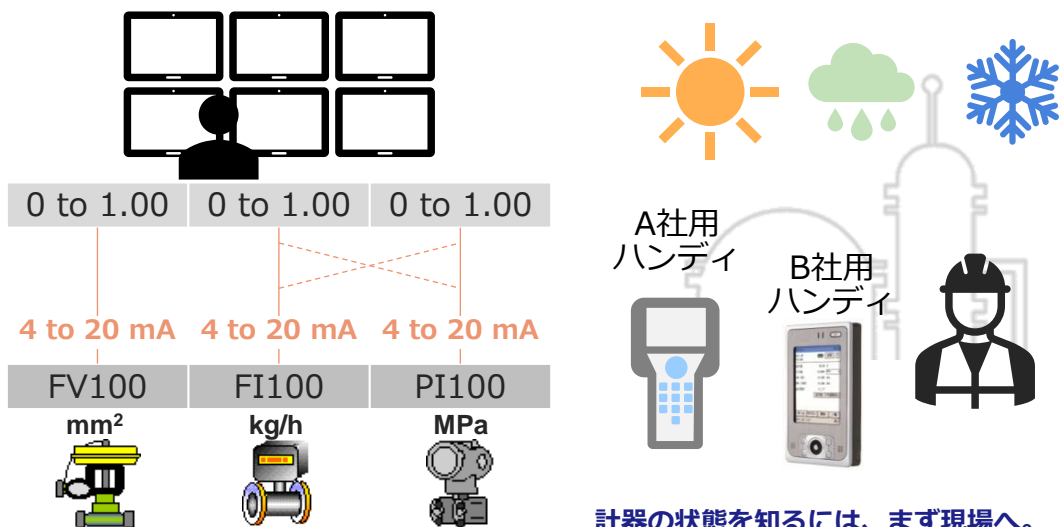 0 to 1.00 0 to 1.00 0 to 1.00
4 to 20 mA 4 to 20 mA 4 to 20 mA
FV100 FI100 PI100
mm² kg/h MPa
A社用
ハンディ
B社用
ハンディ
計器の状態を知るには、まず現場へ。